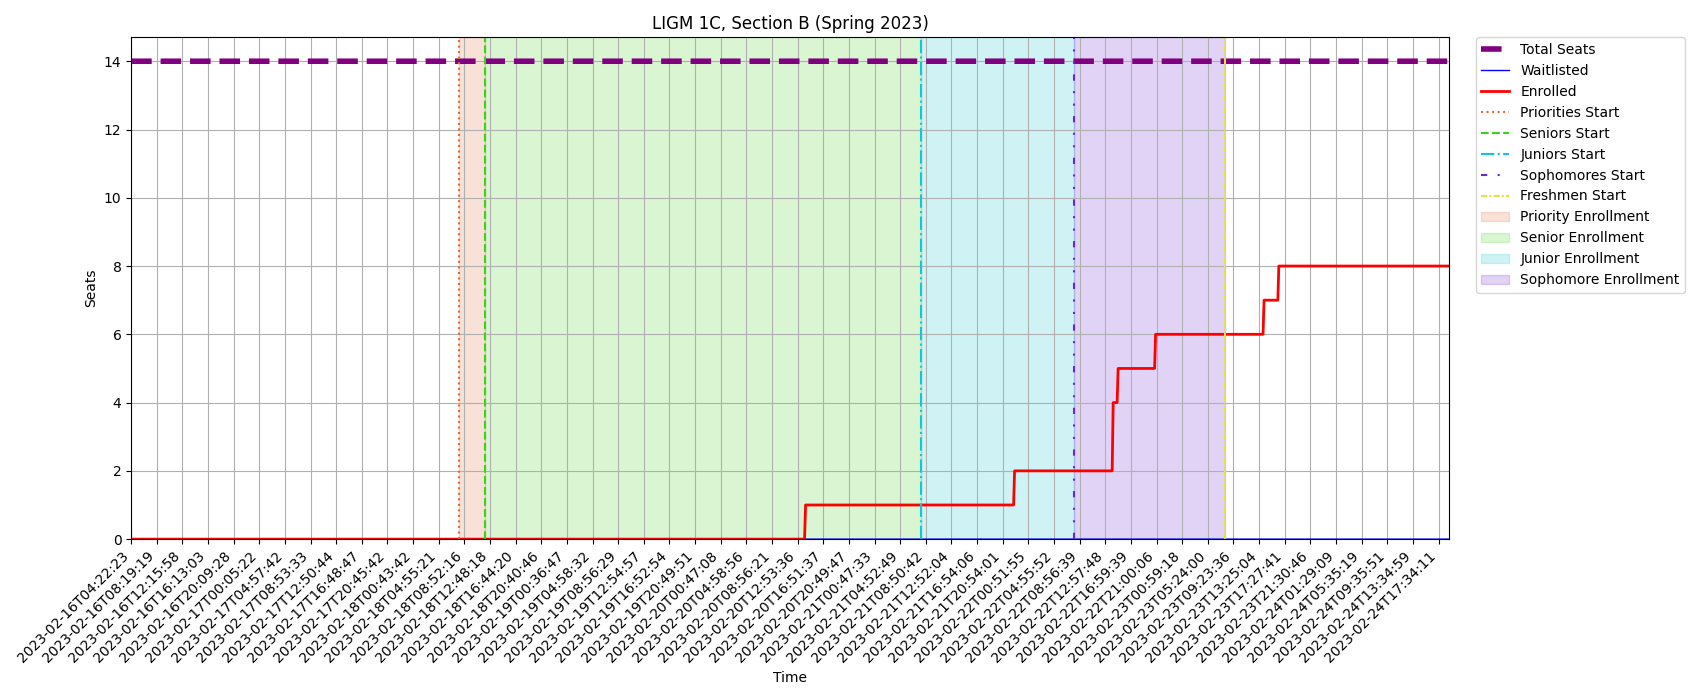 LIGM 1C, Section B (Spring 2023)
Seats
14
12
10
8
6
4
2
0
2023-02-16T04:22:23
2023-02-16T08:19:19
2023-02-16T12:15:58
2023-02-16T16:13:03
2023-02-16T20:09:28
2023-02-17T00:05:22
2023-02-17T04:57:42
2023-02-17T08:53:33
2023-02-17T12:50:44
2023-02-17T16:48:47
2023-02-17T20:45:42
2023-02-18T00:43:42
2023-02-18T04:55:21
2023-02-18T08:52:16
2023-02-18T12:48:18
2023-02-18T16:44:20
2023-02-18T20:40:46
2023-02-19T00:36:47
2023-02-19T04:58:32
2023-02-19T08:56:29
2023-02-19T12:54:57
2023-02-19T16:52:54
2023-02-19T20:49:51
2023-02-20T00:47:08
2023-02-20T04:58:56
2023-02-20T08:56:21
2023-02-20T12:53:36
2023-02-20T16:51:37
2023-02-20T20:49:47
2023-02-21T00:47:33
2023-02-21T04:52:49
2023-02-21T08:50:42
2023-02-21T12:52:04
2023-02-21T16:54:06
2023-02-21T20:54:01
2023-02-22T00:51:55
2023-02-22T04:55:52
2023-02-22T08:56:39
2023-02-22T12:57:48
2023-02-22T16:59:39
2023-02-22T21:00:06
2023-02-23T00:59:18
2023-02-23T05:24:00
2023-02-23T09:23:36
2023-02-23T13:25:04
2023-02-23T17:27:41
2023-02-23T21:30:46
2023-02-24T01:29:09
2023-02-24T05:35:19
2023-02-24T09:35:51
2023-02-24T13:34:59
2023-02-24T17:34:11
Time
Total Seats
Waitlisted
Enrolled
Priorities Start
Seniors Start
Juniors Start
Sophomores Start
Freshmen Start
Priority Enrollment
Senior Enrollment
Junior Enrollment
Sophomore Enrollment